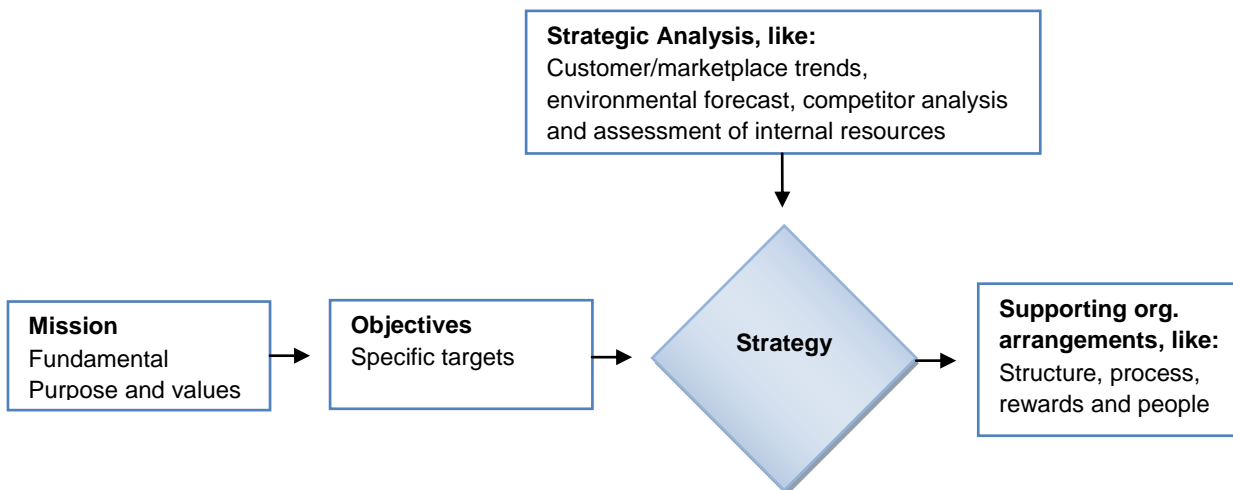 Strategic Analysis, like:
Customer/marketplace trends,
environmental forecast, competitor analysis
and assessment of internal resources
Mission
Fundamental
Purpose and values
Objectives
Specific targets
Strategy
Supporting org.
arrangements, like:
Structure, process,
rewards and people